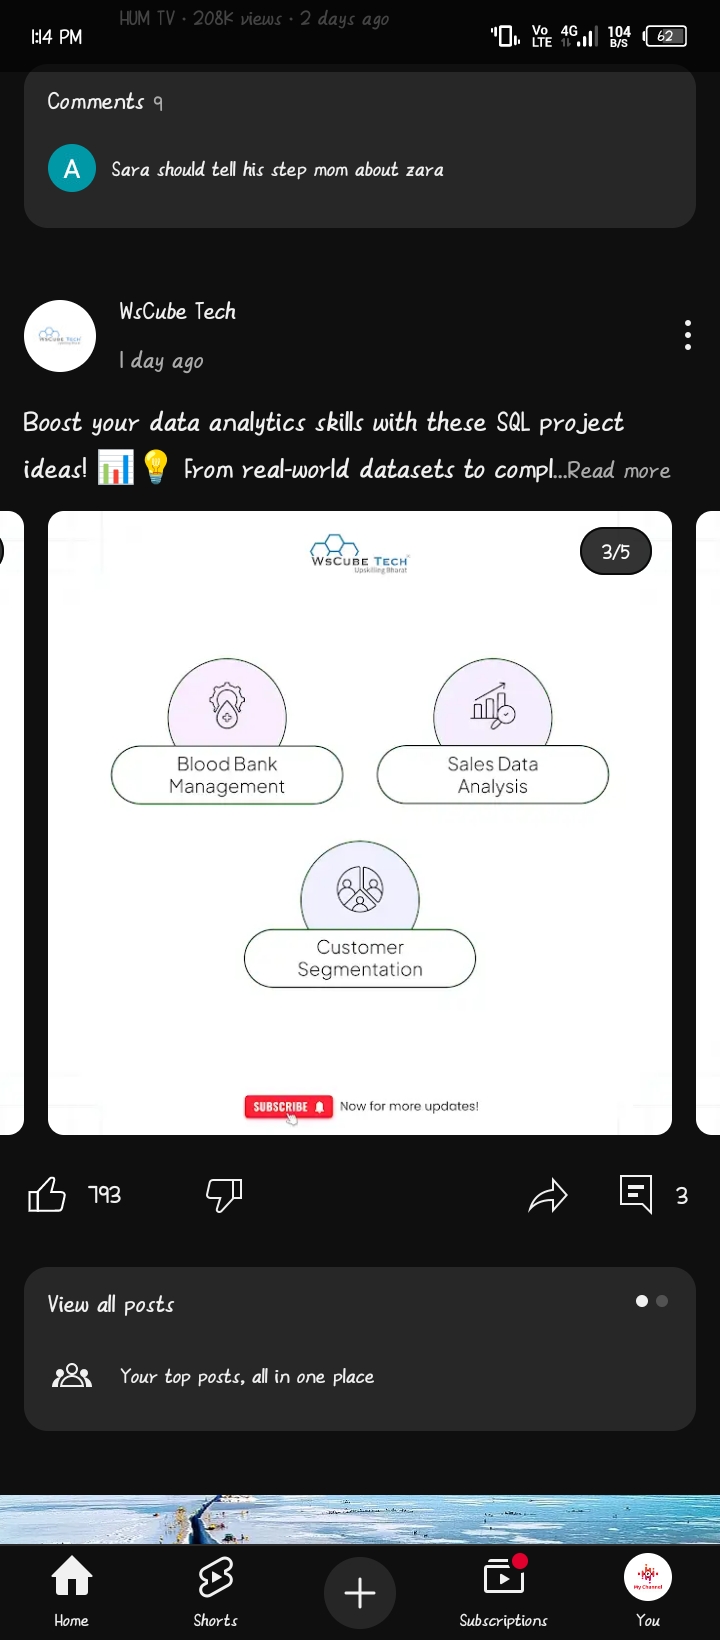 HUM TV · 208K views · 2 days ago
1:14 PM
Vo LTE 4G 104 B/S 62
Comments 9
A Sara should tell his step mom about zara
WsCube Tech
1 day ago
Boost your data analytics skills with these SQL project
ideas! 📊 💡 From real-world datasets to compl...Read more
WsCube Tech
Upskilling Bharat
3/5
Blood Bank
Management
Sales Data
Analysis
Customer
Segmentation
SUBSCRIBE Now for more updates!
793
3
View all posts
Your top posts, all in one place
My Channel
Home Shorts Subscriptions You